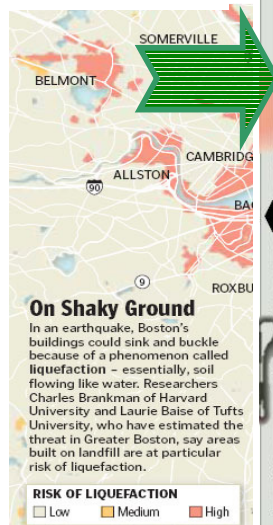 SOMERVILLE
BELMONT
CAMBRIDG
ALLSTON
90
BA
9
ROXBU
On Shaky Ground
In an earthquake, Boston's
buildings could sink and buckle
because of a phenomenon called
liquefaction – essentially, soil
flowing like water. Researchers
Charles Brankman of Harvard
University and Laurie Baise of Tufts
University, who have estimated the
threat in Greater Boston, say areas
built on landfill are at particular
risk of liquefaction.
RISK OF LIQUEFACTION
Low Medium High